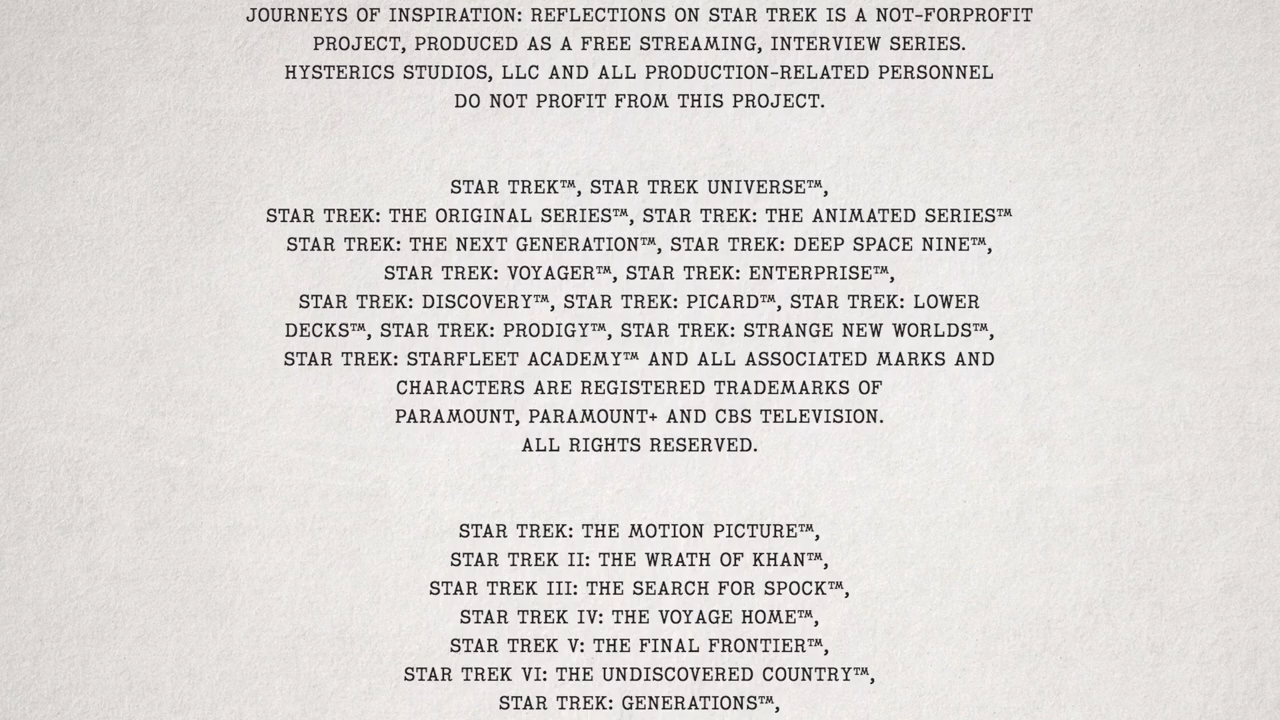 JOURNEYS OF INSPIRATION: REFLECTIONS ON STAR TREK IS A NOT-FORPROFIT
PROJECT, PRODUCED AS A FREE STREAMING, INTERVIEW SERIES.
HYSTERICS STUDIOS, LLC AND ALL PRODUCTION-RELATED PERSONNEL
DO NOT PROFIT FROM THIS PROJECT.
STAR TREK™, STAR TREK UNIVERSE™,
STAR TREK: THE ORIGINAL SERIES™, STAR TREK: THE ANIMATED SERIES™
STAR TREK: THE NEXT GENERATION™, STAR TREK: DEEP SPACE NINE™,
STAR TREK: VOYAGER™, STAR TREK: ENTERPRISE™,
STAR TREK: DISCOVERY™, STAR TREK: PICARD™, STAR TREK: LOWER
DECKS™, STAR TREK: PRODIGY™, STAR TREK: STRANGE NEW WORLDS™,
STAR TREK: STARFLEET ACADEMY™ AND ALL ASSOCIATED MARKS AND
CHARACTERS ARE REGISTERED TRADEMARKS OF
PARAMOUNT, PARAMOUNT+ AND CBS TELEVISION.
ALL RIGHTS RESERVED.
STAR TREK: THE MOTION PICTURE™,
STAR TREK II: THE WRATH OF KHAN™,
STAR TREK III: THE SEARCH FOR SPOCK™,
STAR TREK IV: THE VOYAGE HOME™,
STAR TREK V: THE FINAL FRONTIER™,
STAR TREK VI: THE UNDISCOVERED COUNTRY™,
STAR TREK: GENERATIONS™,